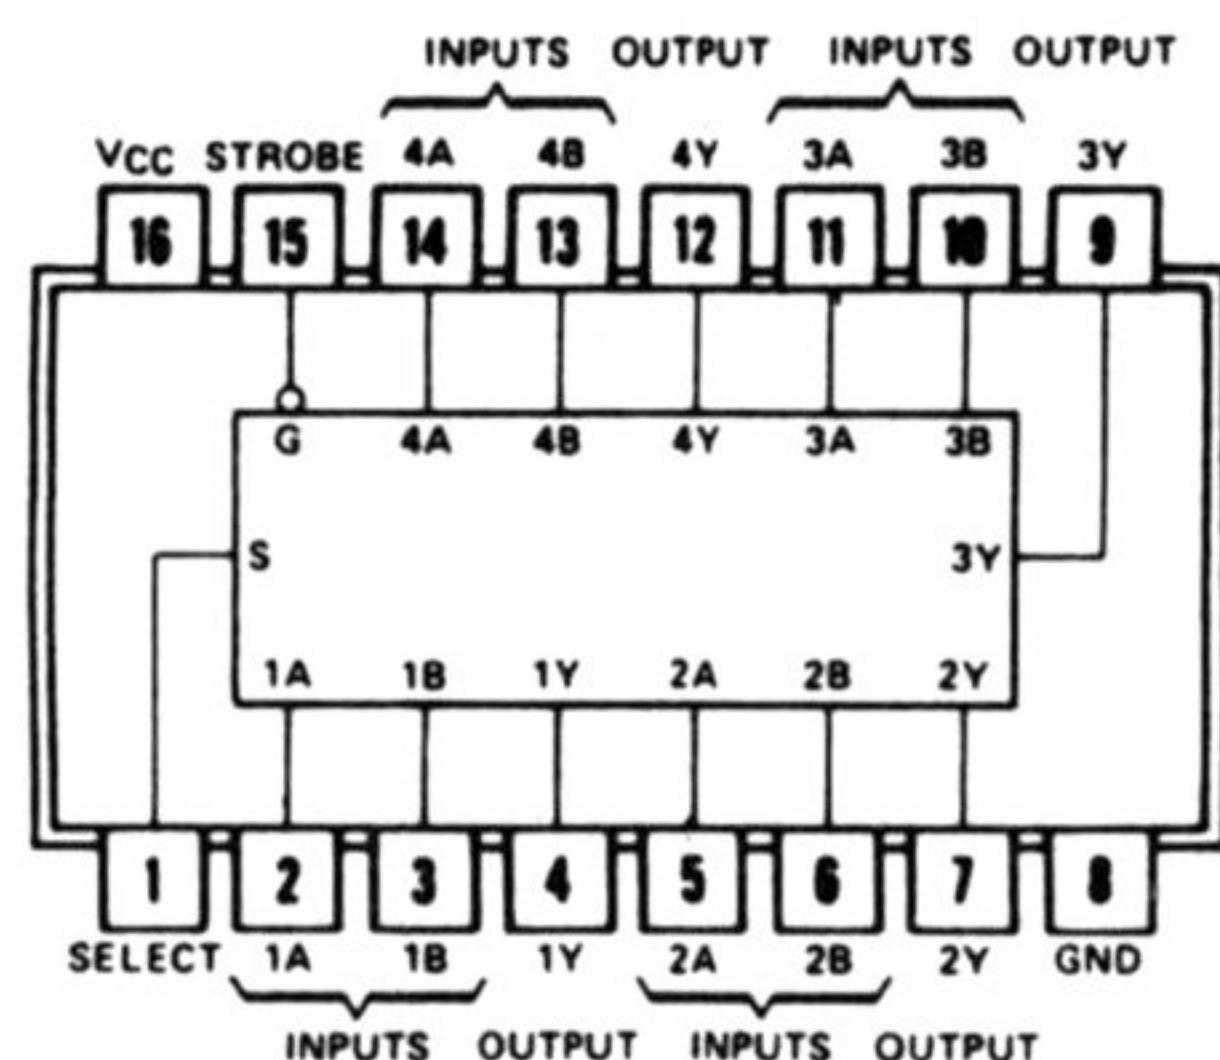 INPUTS OUTPUT INPUTS OUTPUT
VCC STROBE 4A 4B 4Y 3A 3B 3Y
16 15 14 13 12 11 10 9
G 4A 4B 4Y 3A 3B
S 3Y
1A 1B 1Y 2A 2B 2Y
1 2 3 4 5 6 7 8
SELECT 1A 1B 1Y 2A 2B 2Y GND
INPUTS OUTPUT INPUTS OUTPUT